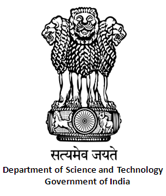 सत्यमेव जयते
Department of Science and Technology
Government of India